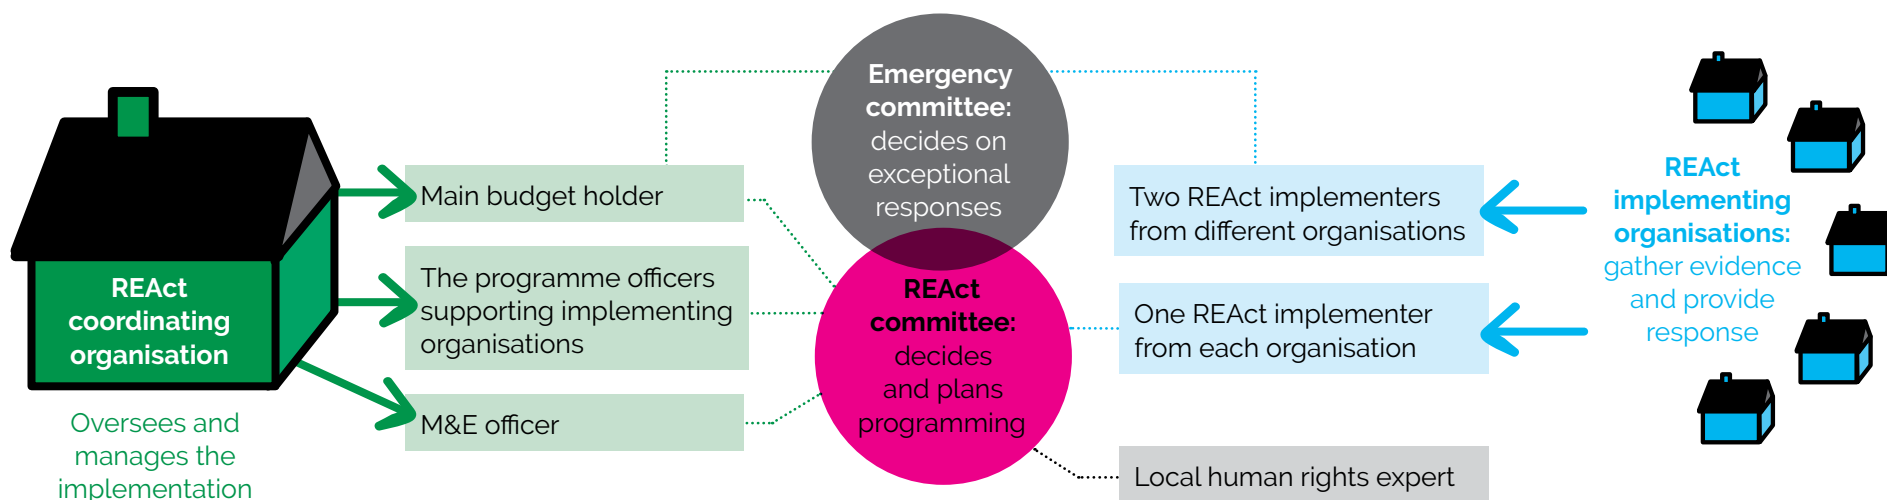 REAct
coordinating
organisation
Oversees and
manages the
implementation
Main budget holder
The programme officers
supporting implementing
organisations
M&E officer
Emergency
committee:
decides on
exceptional
responses
REAct
committee:
decides
and plans
programming
Two REAct implementers
from different organisations
One REAct implementer
from each organisation
Local human rights expert
REAct
implementing
organisations:
gather evidence
and provide
response